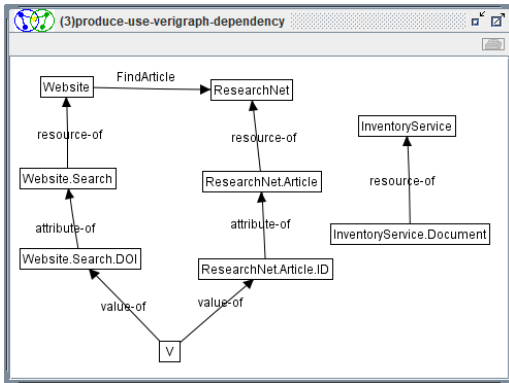 (3)produce-use-verigraph-dependency
FindArticle
Website
ResearchNet
InventoryService
resource-of
resource-of
resource-of
Website.Search
ResearchNet.Article
attribute-of
attribute-of
InventoryService.Document
Website.Search.DOI
ResearchNet.Article.ID
value-of
value-of
V